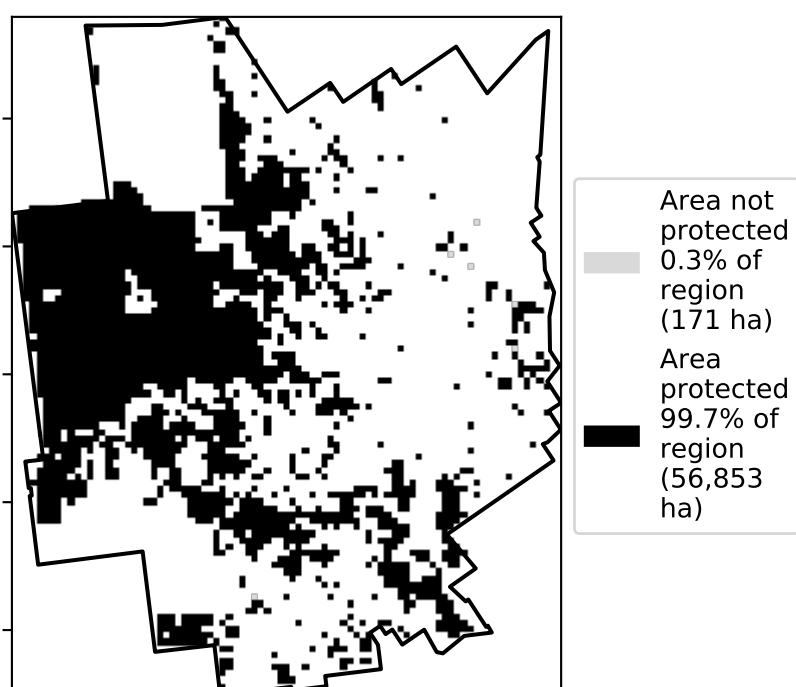 Area not
protected
0.3% of
region
(171 ha)
Area
protected
99.7% of
region
(56,853
ha)